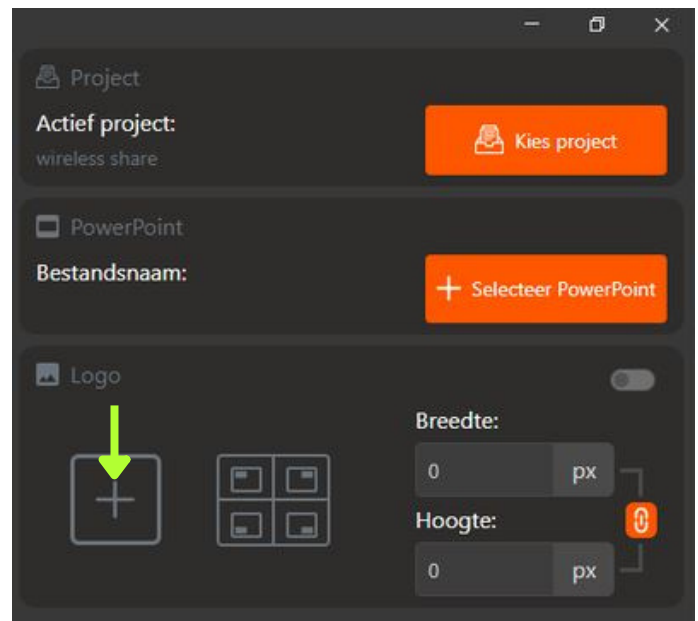 Project
Actief project:
wireless share
Kies project
PowerPoint
Bestandsnaam:
Selecteer PowerPoint
Logo
Breedte:
0 px
Hoogte:
0 px